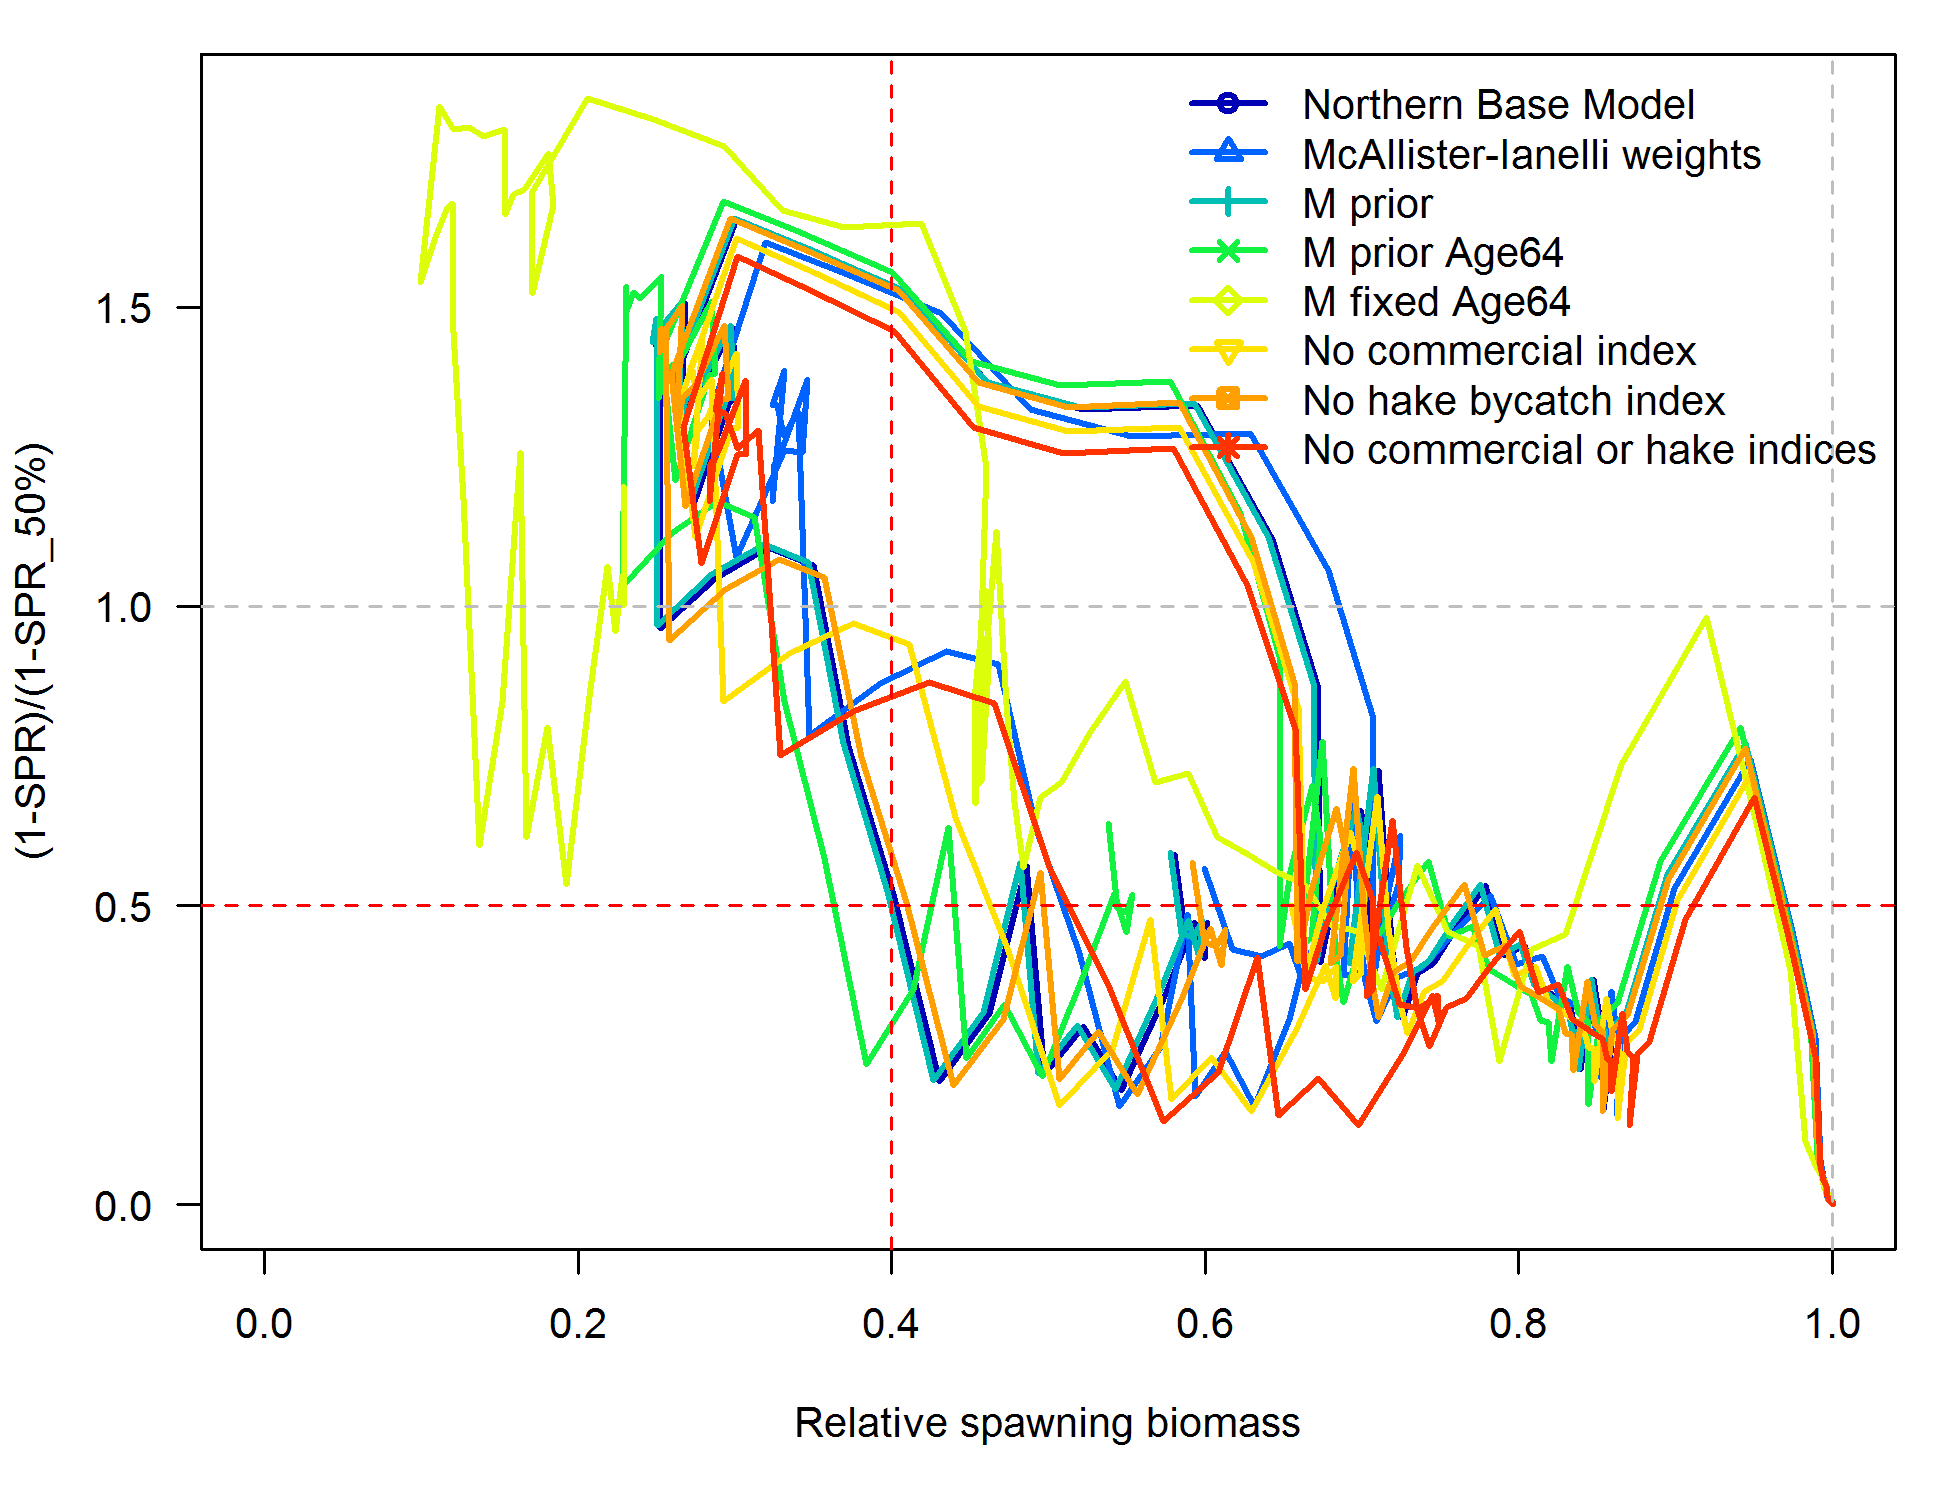 Northern Base Model
McAllister-Ianelli weights
M prior
M prior Age64
M fixed Age64
No commercial index
No hake bycatch index
No commercial or hake indices
(1-SPR)/(1-SPR_50%)
1.5
1.0
0.5
0.0
0.0 0.2 0.4 0.6 0.8 1.0
Relative spawning biomass